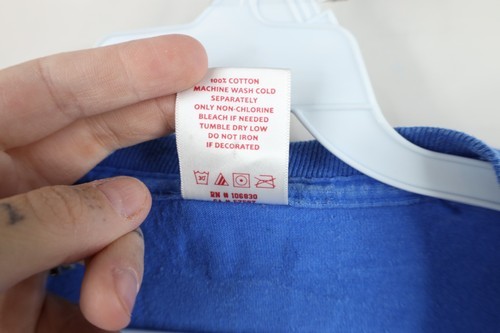 100% COTTON
MACHINE WASH COLD
SEPARATELY
ONLY NON-CHLORINE
BLEACH IF NEEDED
TUMBLE DRY LOW
DO NOT IRON
IF DECORATED
30
RN # 106830